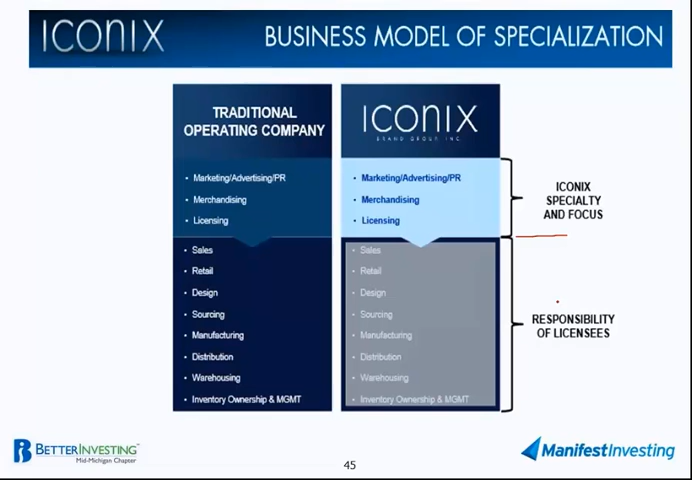 ICONIX
BUSINESS MODEL OF SPECIALIZATION
TRADITIONAL
OPERATING COMPANY
• Marketing/Advertising/PR
• Merchandising
• Licensing
• Sales
• Retail
• Design
• Sourcing
• Manufacturing
• Distribution
• Warehousing
• Inventory Ownership & MGMT
ICONIX
BRAND GROUP INC
• Marketing/Advertising/PR
• Merchandising
• Licensing
• Sales
• Retail
• Design
• Sourcing
• Manufacturing
• Distribution
• Warehousing
• Inventory Ownership & MGMT
ICONIX
SPECIALTY
AND FOCUS
RESPONSIBILITY
OF LICENSEES
BETTERINVESTING™
Mid-Michigan Chapter
45
ManifestInvesting